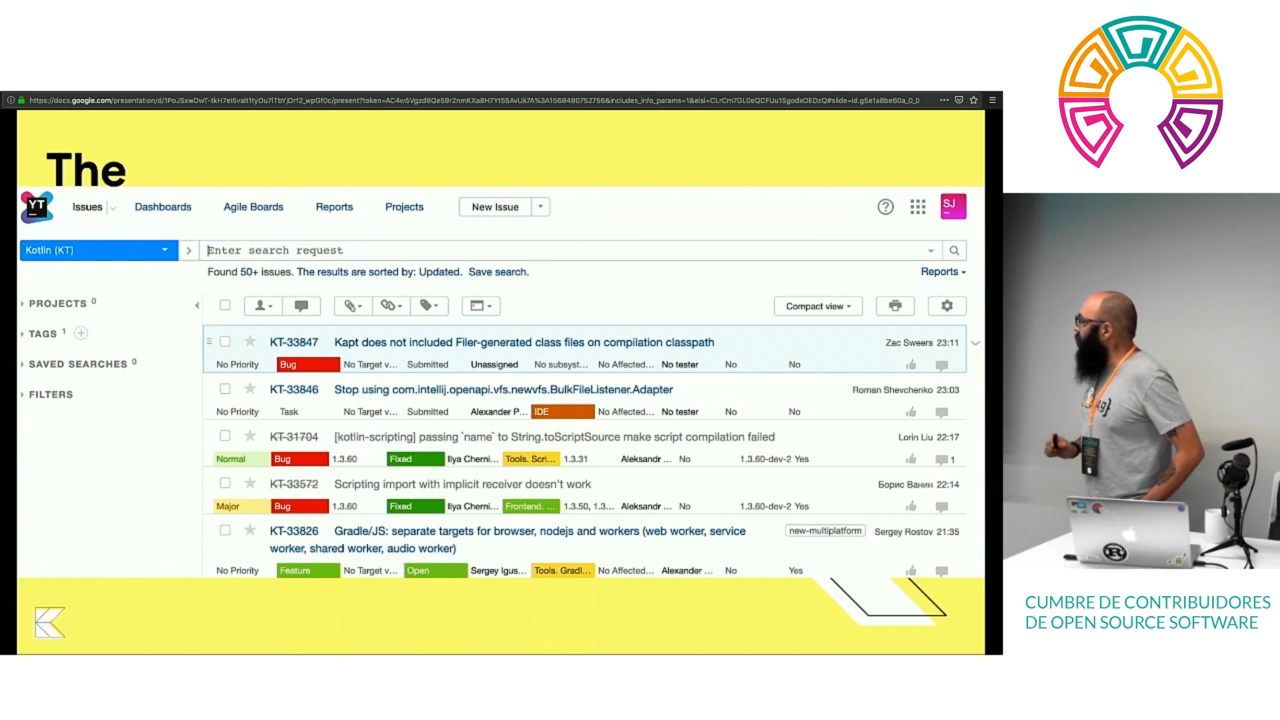 The
YT
Issues
Dashboards
Agile Boards
Reports
Projects
New Issue
SJ
Kotlin (KT)
Enter search request
Found 50+ issues. The results are sorted by: Updated. Save search.
Reports
PROJECTS 0
Compact view
TAGS 1
SAVED SEARCHES 0
FILTERS
KT-33847 Kapt does not included Filer-generated class files on compilation classpath Zac Sweers 23:11
No Priority Bug No Target v... Submitted Unassigned No subsyst... No Affected... No tester No No
KT-33846 Stop using com.intellij.openapi.vfs.newvfs.BulkFileListener.Adapter Roman Shevchenko 23:03
No Priority Task No Target v... Submitted Alexander P... IDE No Affected... No tester No No
KT-31704 [kotlin-scripting] passing `name` to String.toScriptSource make script compilation failed Lorin Liu 22:17
Normal Bug 1.3.60 Fixed Ilya Cherni... Tools. Scri... 1.3.31 Aleksandr ... No 1.3.60-dev-2 Yes 1
KT-33572 Scripting import with implicit receiver doesn't work Борис Ванин 22:14
Major Bug 1.3.60 Fixed Ilya Cherni... Frontend. ... 1.3.50, 1.3... Aleksandr ... No 1.3.60-dev-2 Yes
KT-33826 Gradle/JS: separate targets for browser, nodejs and workers (web worker, service new-multiplatform Sergey Rostov 21:35
worker, shared worker, audio worker)
No Priority Feature No Target v... Open Sergey Igus... Tools. Gradl... No Affected... Alexander ... No Yes
CUMBRE DE CONTRIBUIDORES
DE OPEN SOURCE SOFTWARE